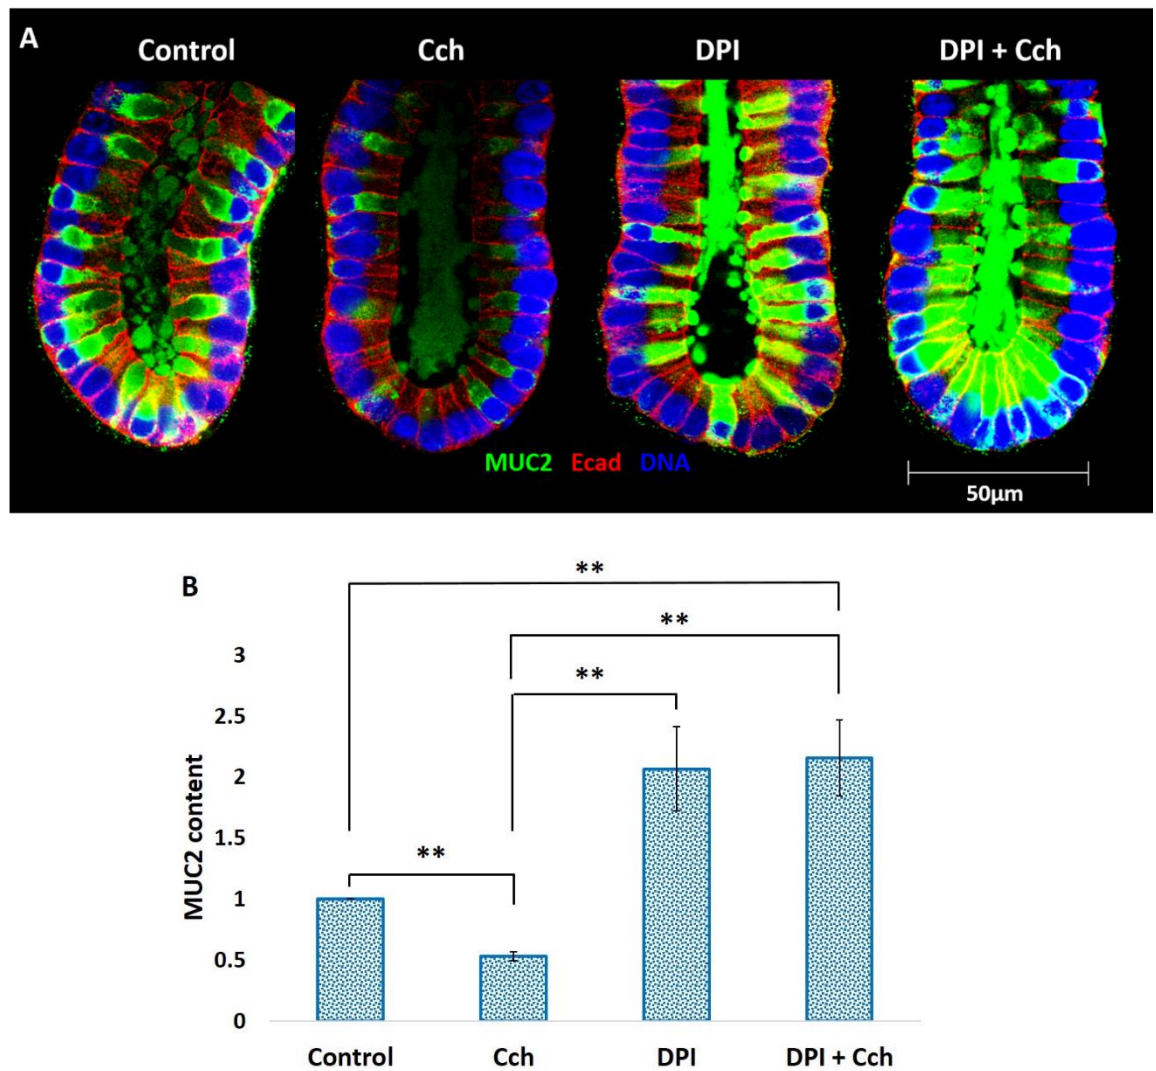 A
Control Cch DPI DPI + Cch
MUC2 Ecad DNA
50μm
B
**
**
**
**
3
2.5
2
1.5
1
0.5
0
MUC2 content
Control Cch DPI DPI + Cch